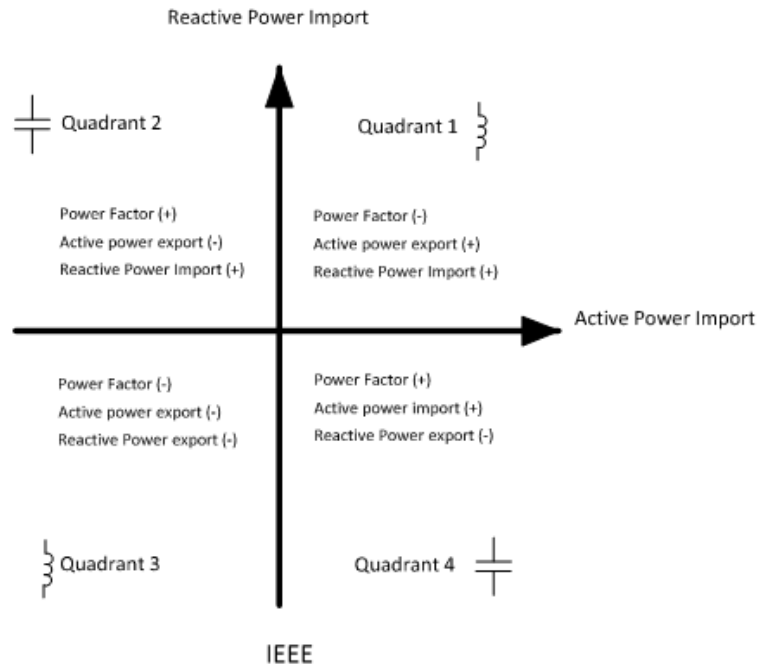 Reactive Power Import
Quadrant 2
Quadrant 1
Power Factor (+)
Active power export (-)
Reactive Power Import (+)
Power Factor (-)
Active power export (+)
Reactive Power Import (+)
Active Power Import
Power Factor (-)
Active power export (-)
Reactive Power export (-)
Power Factor (+)
Active power import (+)
Reactive Power export (-)
Quadrant 3
Quadrant 4
IEEE